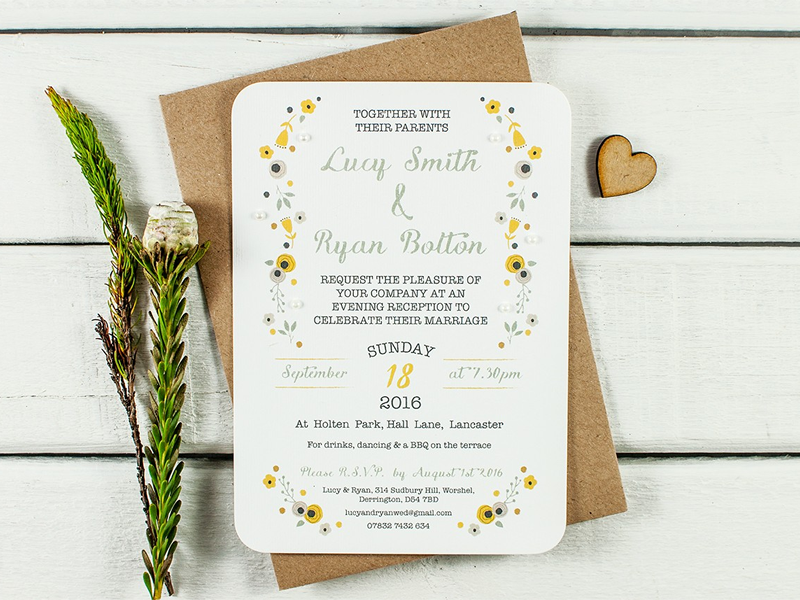 TOGETHER WITH
THEIR PARENTS
Lucy Smith
&
Ryan Bolton
REQUEST THE PLEASURE OF
YOUR COMPANY AT AN
EVENING RECEPTION TO
CELEBRATE THEIR MARRIAGE
SUNDAY
September 18 at 7.30pm
2016
At Holten Park, Hall Lane, Lancaster
For drinks, dancing & a BBQ on the terrace
Please R.S.V.P. by August 1st 2016
Lucy & Ryan, 314 Sudbury Hill, Worshel,
Derrington, D54 7BD
lucyandryanwed@gmail.com
07832 7432 634